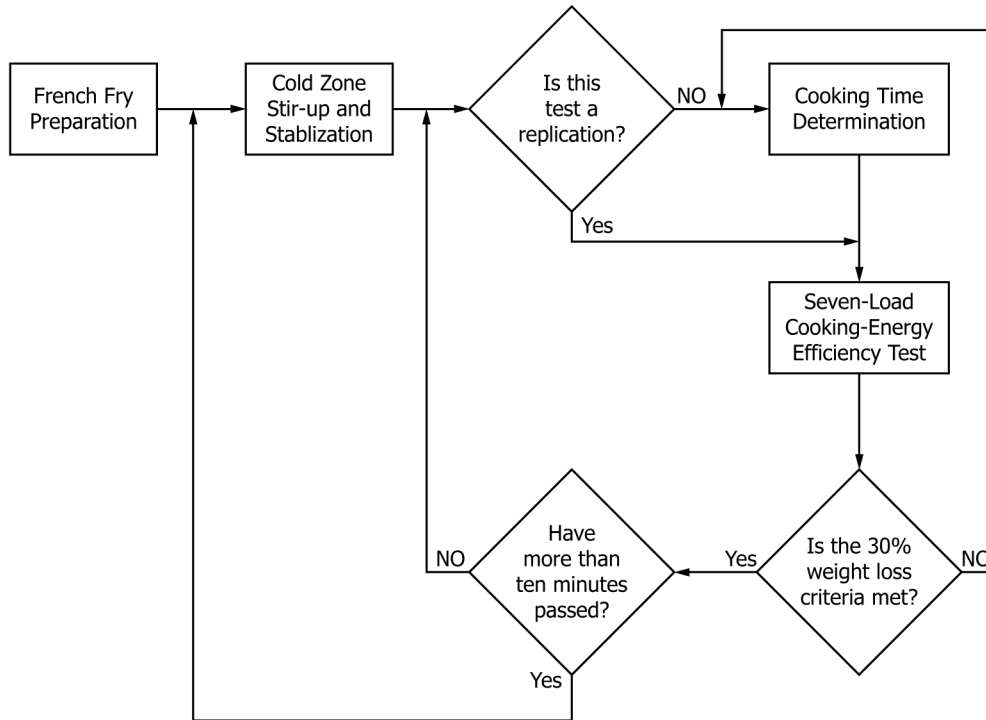 French Fry
Preparation
Cold Zone
Stir-up and
Stablization
Is this
test a
replication?
NO
Cooking Time
Determination
Yes
Seven-Load
Cooking-Energy
Efficiency Test
Is the 30%
weight loss
criteria met?
NO
Yes
Have
more than
ten minutes
passed?
NO
Yes